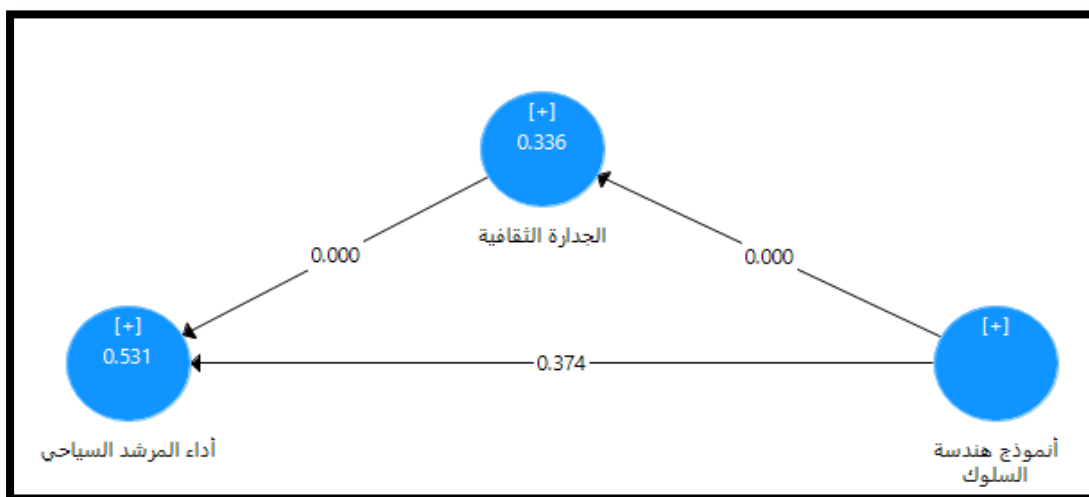 [+]
0.336
الجدارة الثقافية
0.000
0.000
[+]
[+]
0.531
0.374
أداء المرشد السياحي
أنموذج هندسة
السلوك